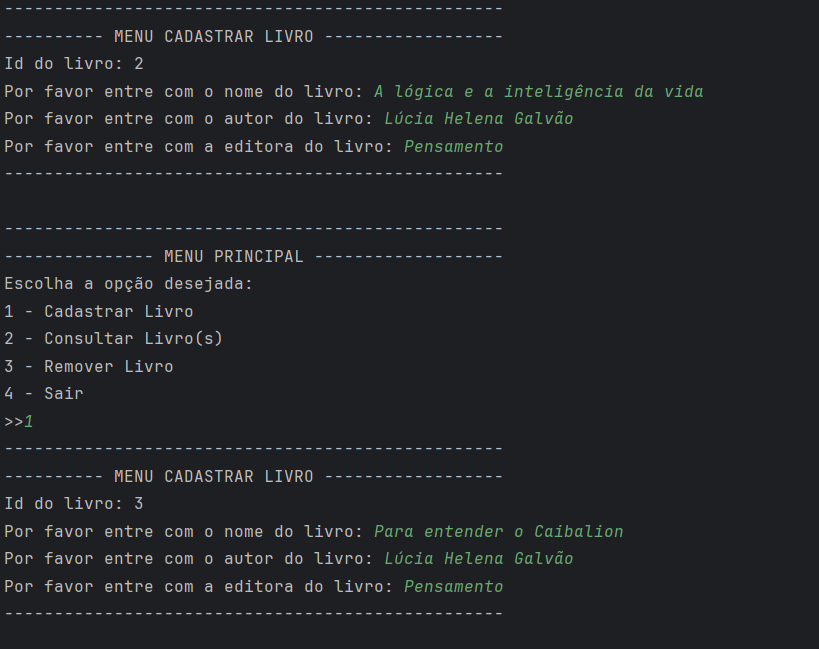 --------------------------------------------------
---------- MENU CADASTRAR LIVRO ------------------
Id do livro: 2
Por favor entre com o nome do livro: A lógica e a inteligência da vida
Por favor entre com o autor do livro: Lúcia Helena Galvão
Por favor entre com a editora do livro: Pensamento
--------------------------------------------------
--------------------------------------------------
--------------- MENU PRINCIPAL -------------------
Escolha a opção desejada:
1 - Cadastrar Livro
2 - Consultar Livro(s)
3 - Remover Livro
4 - Sair
>>1
--------------------------------------------------
---------- MENU CADASTRAR LIVRO ------------------
Id do livro: 3
Por favor entre com o nome do livro: Para entender o Caibalion
Por favor entre com o autor do livro: Lúcia Helena Galvão
Por favor entre com a editora do livro: Pensamento
--------------------------------------------------